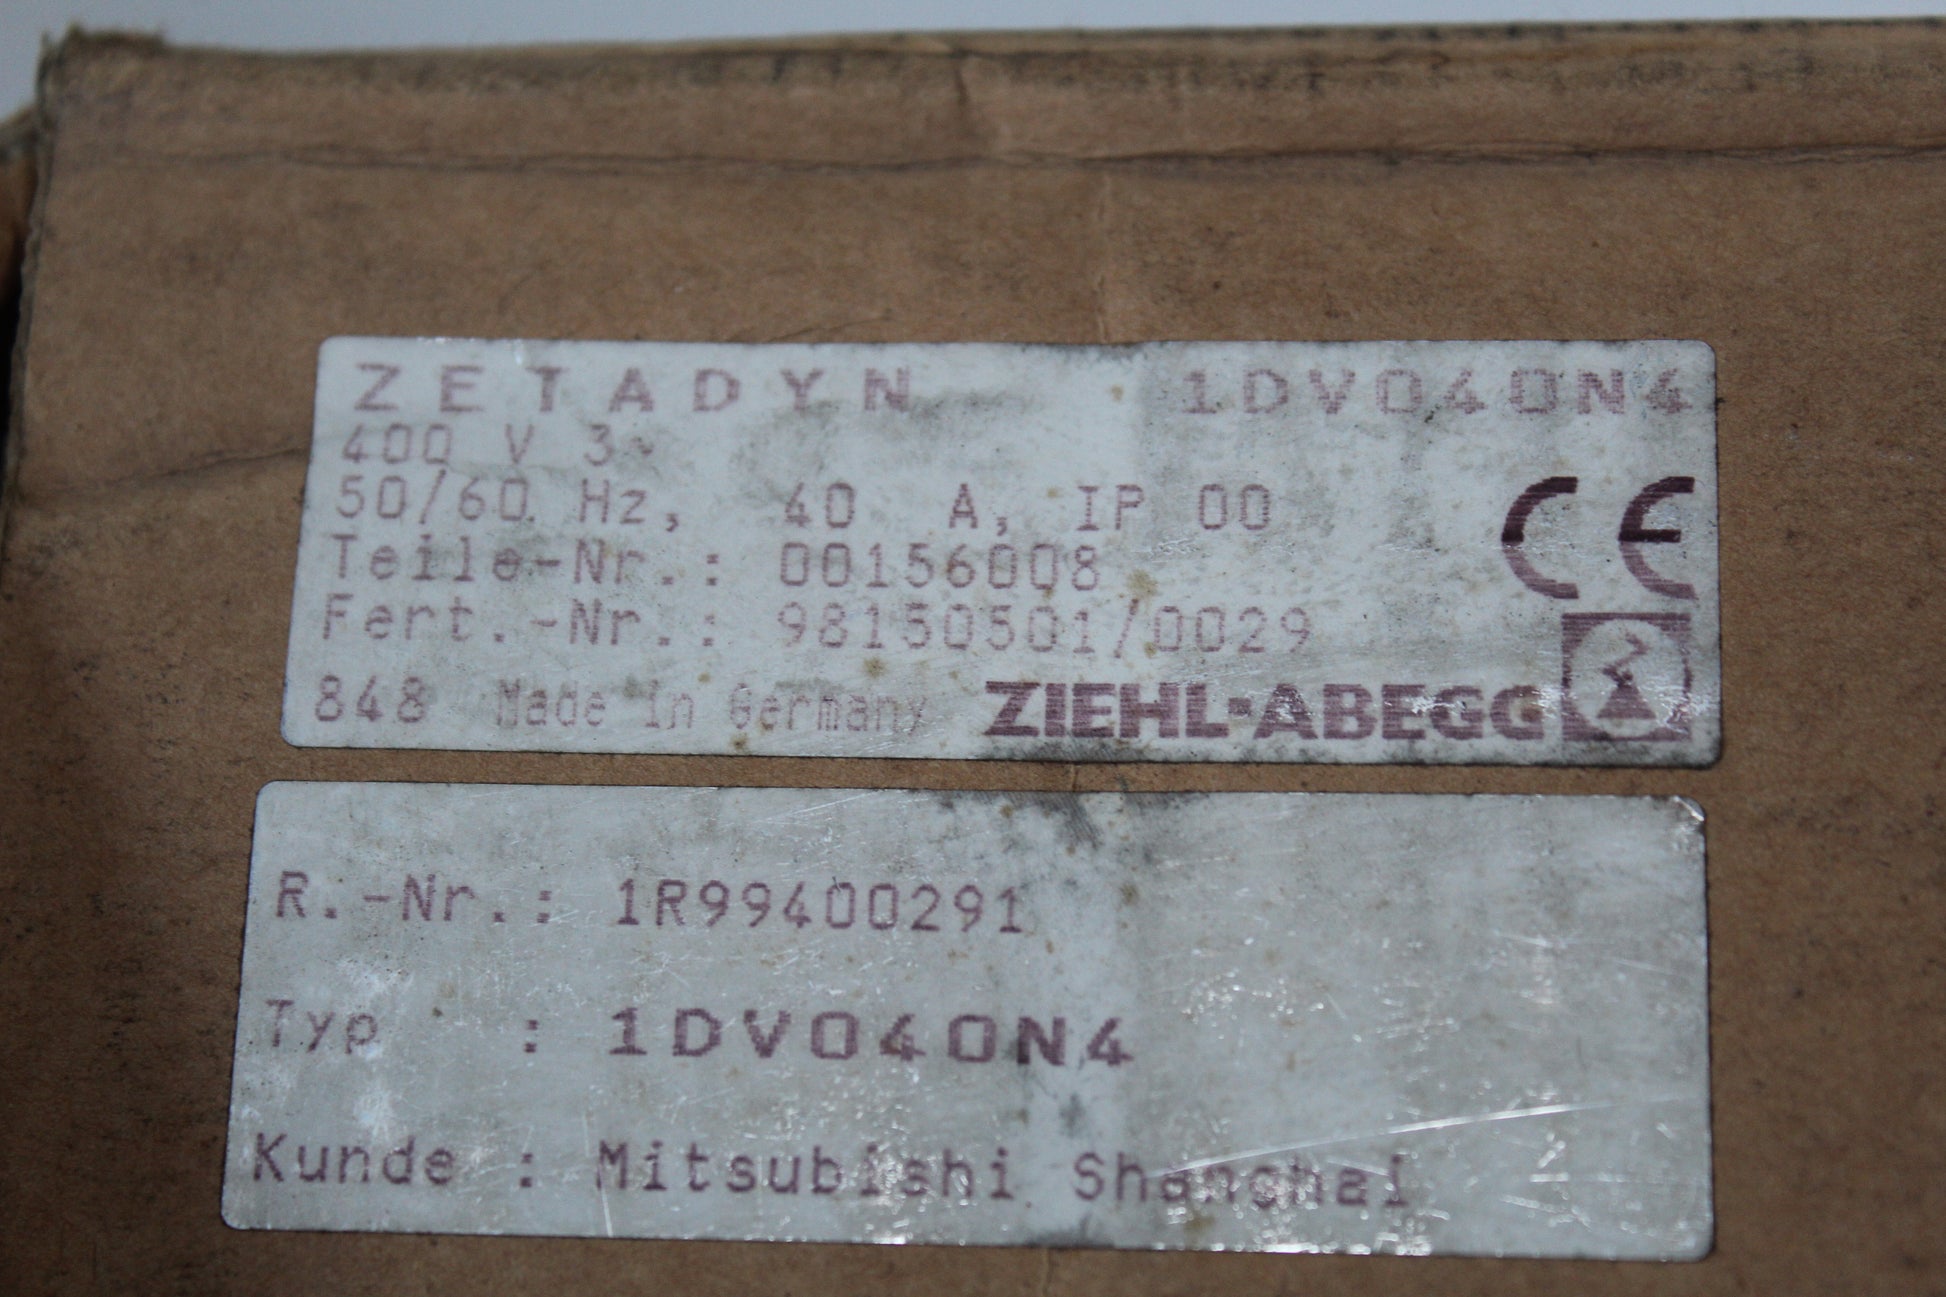 ZETADYN 1DV040N4
400 V 3~
50/60 Hz, 40 A, IP 00
Teile-Nr.: 00156008
Fert.-Nr.: 98150501/0029
CE
848 Made in Germany ZIEHL-ABEGG
R.-Nr.: 1R99400291
Typ : 1DV040N4
Kunde : Mitsubishi Shanghai